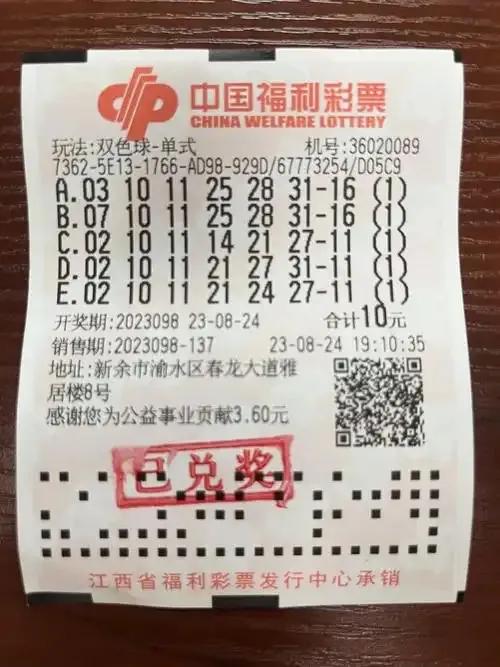 中国福利彩票
CHINA WELFARE LOTTERY
玩法:双色球-单式 机号:36020089
7362-5E13-1766-AD98-929D/67773254/D05C9
A.03 10 11 25 28 31-16 (1)
B.07 10 11 25 28 31-16 (1)
C.02 10 11 14 21 27-11 (1)
D.02 10 11 21 27 31-11 (1)
E.02 10 11 21 24 27-11 (1)
开奖期:2023098 23-08-24 合计10元
销售期:2023098-137 23-08-24 19:10:35
地址:新余市渝水区春龙大道雅
居楼8号
感谢您为公益事业贡献3.60元
已兑奖
江西省福利彩票发行中心承销